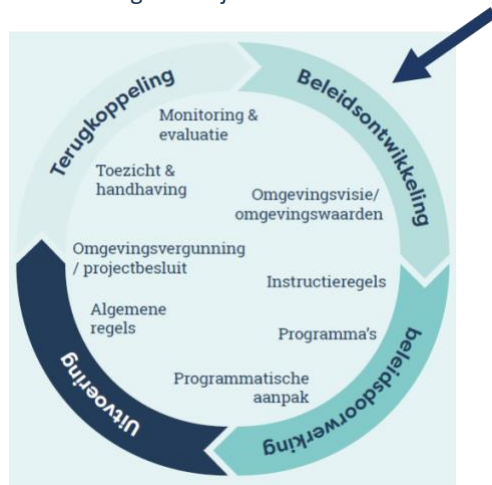 Terugkoppeling
Beleidsontwikkeling
Monitoring &
evaluatie
Toezicht &
handhaving
Omgevingsvisie/
omgevingswaarden
Omgevingsvergunning
/ projectbesluit
Instructieregels
Algemene
regels
Programma's
Programmatische
aanpak
Uitvoering
beleidsdoorwerking